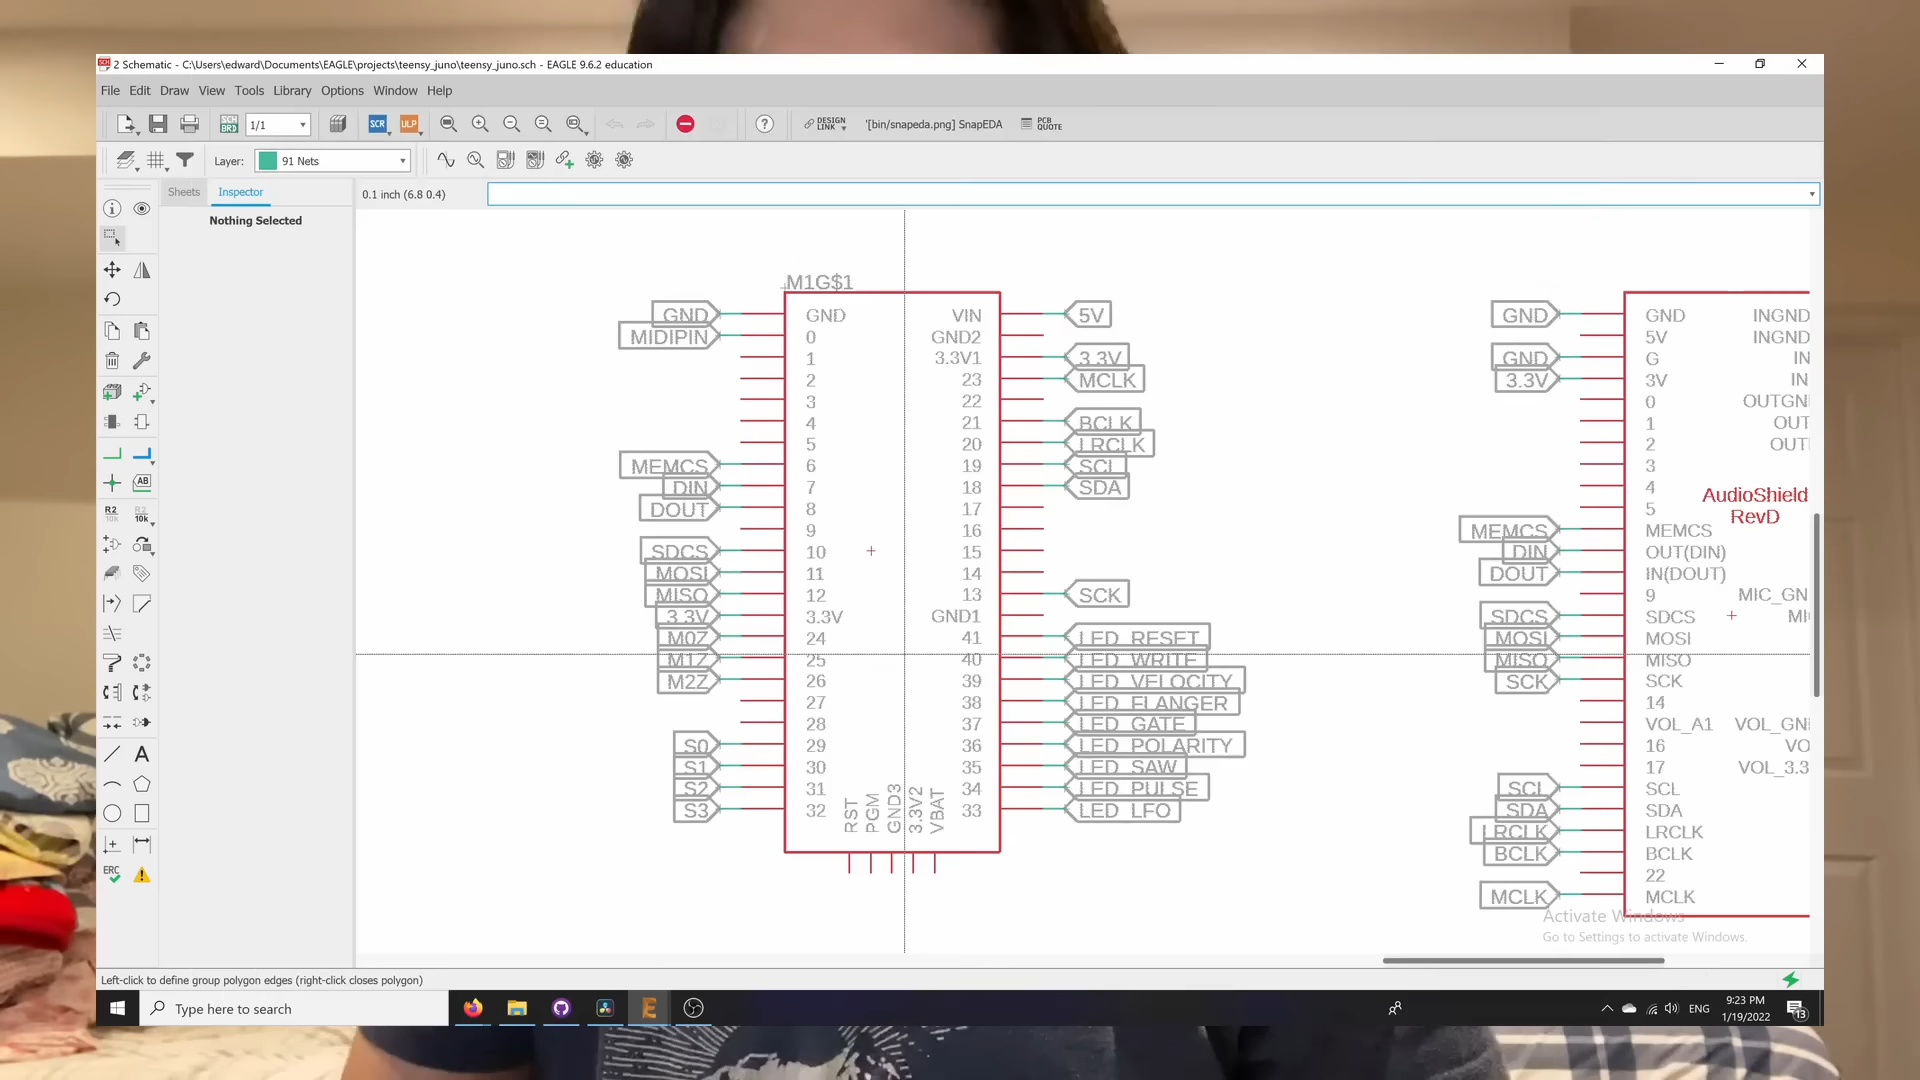 2 Schematic - C:\Users\edward\Documents\EAGLE\projects\teensy_juno\teensy_juno.sch - EAGLE 9.6.2 education
File Edit Draw View Tools Library Options Window Help
SCH BRD 1/1 SCR ULP DESIGN LINK '[bin/snapeda.png] SnapEDA PCB QUOTE
Layer: 91 Nets
Sheets Inspector
0.1 inch (6.8 0.4)
Nothing Selected
R2 10k R2 10k
ERC
M1G$1
GND GND VIN 5V
MIDIPIN 0 GND2
1 3.3V1 3.3V
2 23 MCLK
3 22
4 21 BCLK
5 20 LRCLK
MEMCS 6 19 SCL
DIN 7 18 SDA
DOUT 8 17
9 16
SDCS 10 15
MOSI 11 14
MISO 12 13 SCK
3.3V 3.3V GND1
M0Z 24 41 LED_RESET
M1Z 25 40 LED_WRITE
M2Z 26 39 LED_VELOCITY
27 38 LED_FLANGER
28 37 LED_GATE
S0 29 36 LED_POLARITY
S1 30 35 LED_SAW
S2 31 34 LED_PULSE
S3 32 33 LED_LFO
RST PGM GND3 3.3V2 VBAT
GND GND INGND
5V INGND
GND G IN
3.3V 3V IN
0 OUTGN
1 OUT
2 OUT
3
4
5
AudioShield
RevD
MEMCS MEMCS
DIN OUT(DIN)
DOUT IN(DOUT)
9 MIC_GN
SDCS SDCS MI
MOSI MOSI
MISO MISO
SCK SCK
14
VOL_A1 VOL_GN
16 VO
17 VOL_3.3
SCL SCL
SDA SDA
LRCLK LRCLK
BCLK BCLK
22
MCLK MCLK
Activate Windows
Go to Settings to activate Windows.
Left-click to define group polygon edges (right-click closes polygon)
Type here to search
ENG
9:23 PM
1/19/2022
13